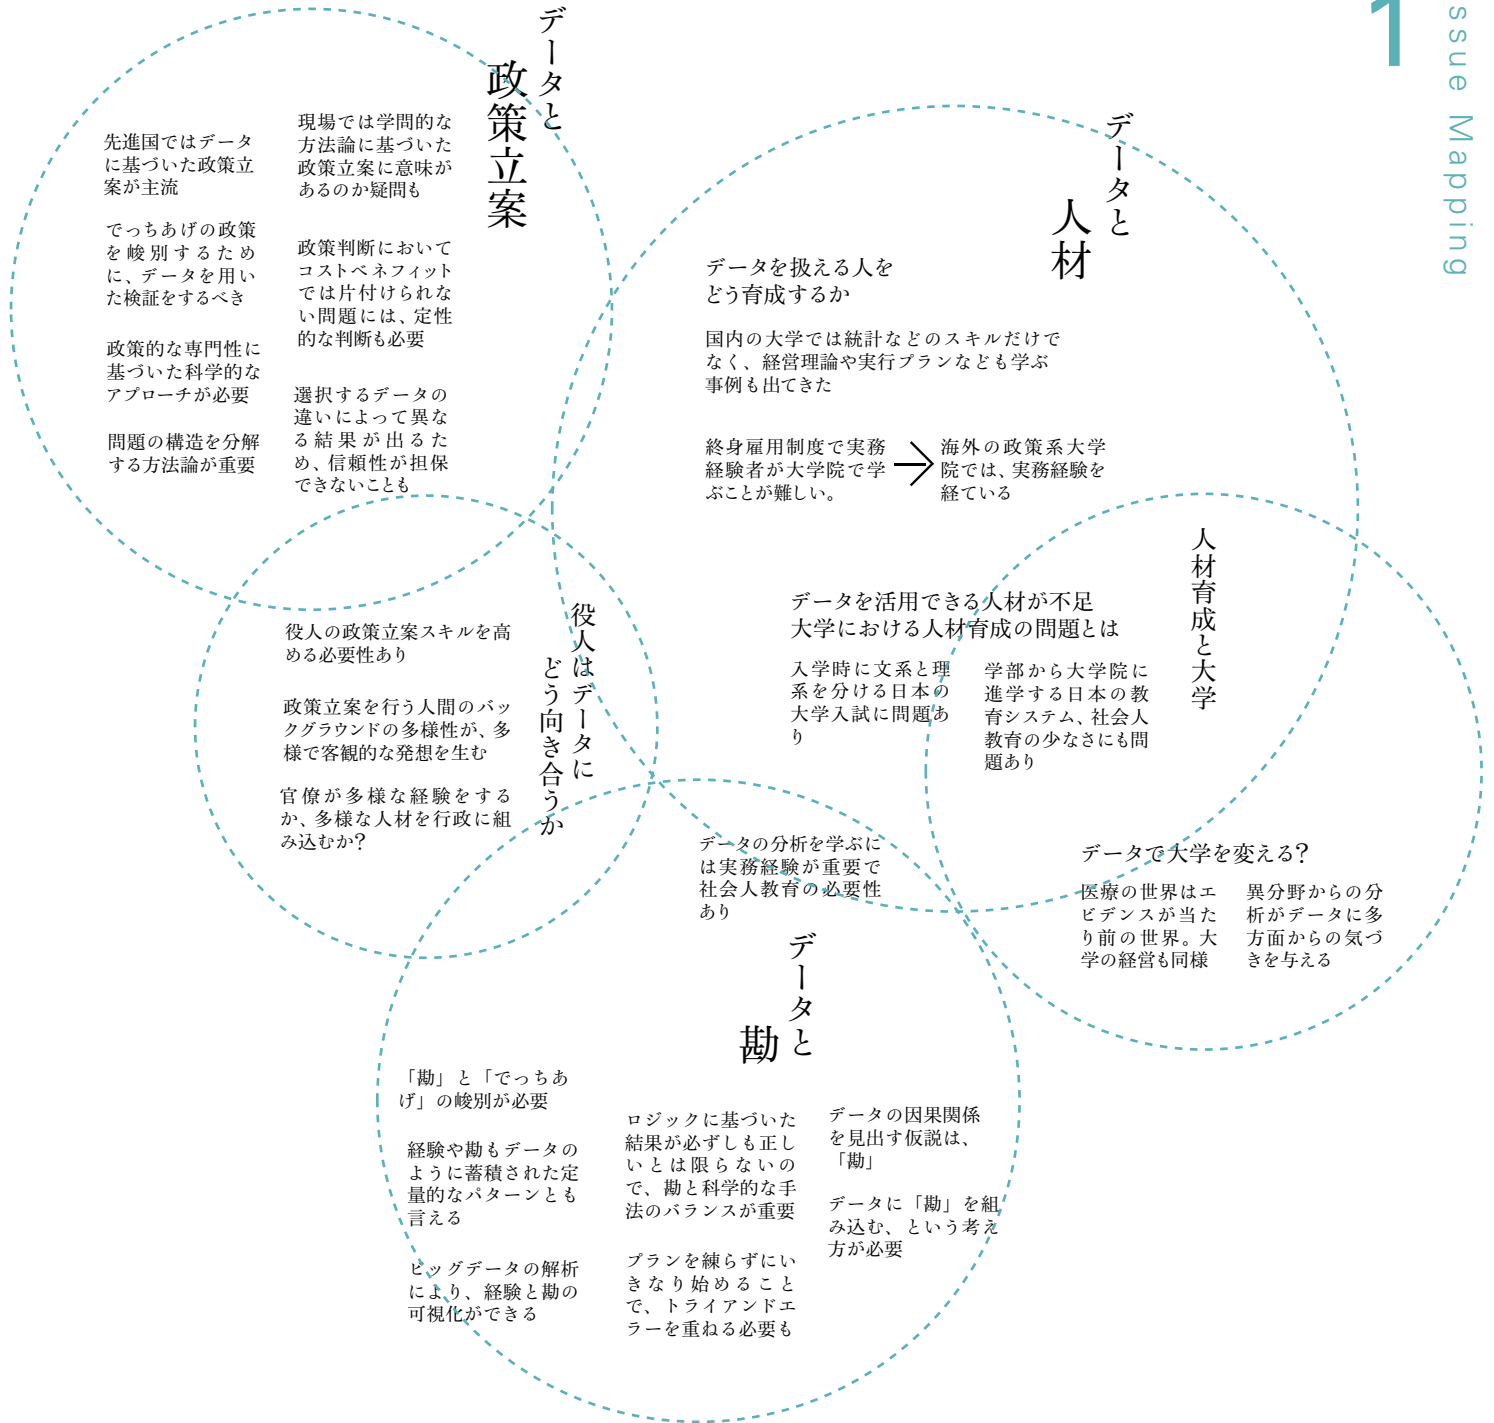 1
ssue Mapping
データと
政策立案
先進国ではデータ
に基づいた政策立
案が主流
でっちあげの政策
を峻別するため
に、データを用い
た検証をするべき
政策的な専門性に
基づいた科学的な
アプローチが必要
問題の構造を分解
する方法論が重要
現場では学問的な
方法論に基づいた
政策立案に意味が
あるのか疑問も
政策判断において
コストベネフィット
では片付けられな
い問題には、定性
的な判断も必要
選択するデータの
違いによって異な
る結果が出るた
め、信頼性が担保
できないことも
データと
人材
データを扱える人を
どう育成するか
国内の大学では統計などのスキルだけで
なく、経営理論や実行プランなども学ぶ
事例も出てきた
終身雇用制度で実務
経験者が大学院で学
ぶことが難しい。
海外の政策系大学
院では、実務経験を
経ている
データを活用できる人材が不足
大学における人材育成の問題とは
入学時に文系と理
系を分ける日本の
大学入試に問題あ
り
学部から大学院に
進学する日本の教
育システム、社会人
教育の少なさにも問
題あり
人材育成と大学
データで大学を変える?
医療の世界はエ
ビデンスが当た
り前の世界。大
学の経営も同様
異分野からの分
析がデータに多
方面からの気づ
きを与える
役人はデータに
どう向き合うか
役人の政策立案スキルを高
める必要性あり
政策立案を行う人間のバッ
クグラウンドの多様性が、多
様で客観的な発想を生む
官僚が多様な経験をする
か、多様な人材を行政に組
み込むか?
データの分析を学ぶに
は実務経験が重要で
社会人教育の必要性
あり
データと
勘
「勘」と「でっちあ
げ」の峻別が必要
経験や勘もデータの
ように蓄積された定
量的なパターンとも
言える
ビッグデータの解析
により、経験と勘の
可視化ができる
ロジックに基づいた
結果が必ずしも正し
いとは限らないの
で、勘と科学的な手
法のバランスが重要
プランを練らずにい
きなり始めること
で、トライアンドエ
ラーを重ねる必要も
データの因果関係
を見出す仮説は、
「勘」
データに「勘」を組
み込む、という考え
方が必要